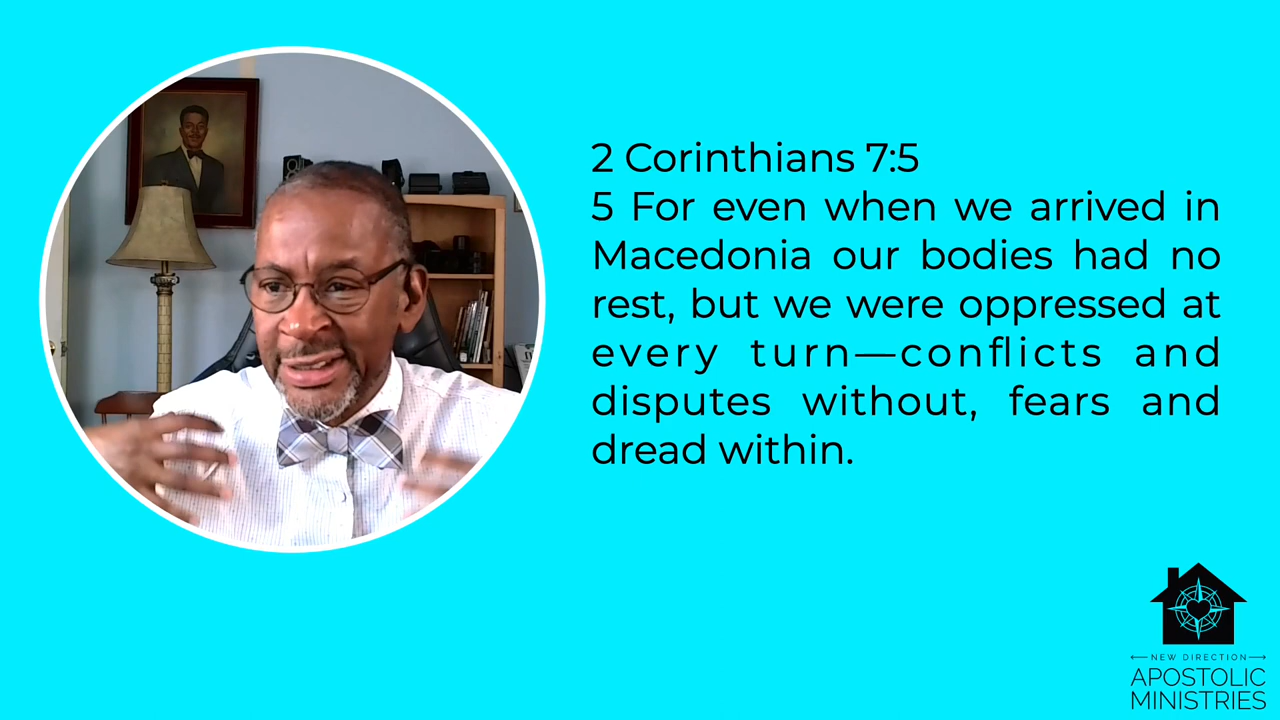 2 Corinthians 7:5
5 For even when we arrived in
Macedonia our bodies had no
rest, but we were oppressed at
every turn—conflicts and
disputes without, fears and
dread within.
NEW DIRECTION
APOSTOLIC
MINISTRIES